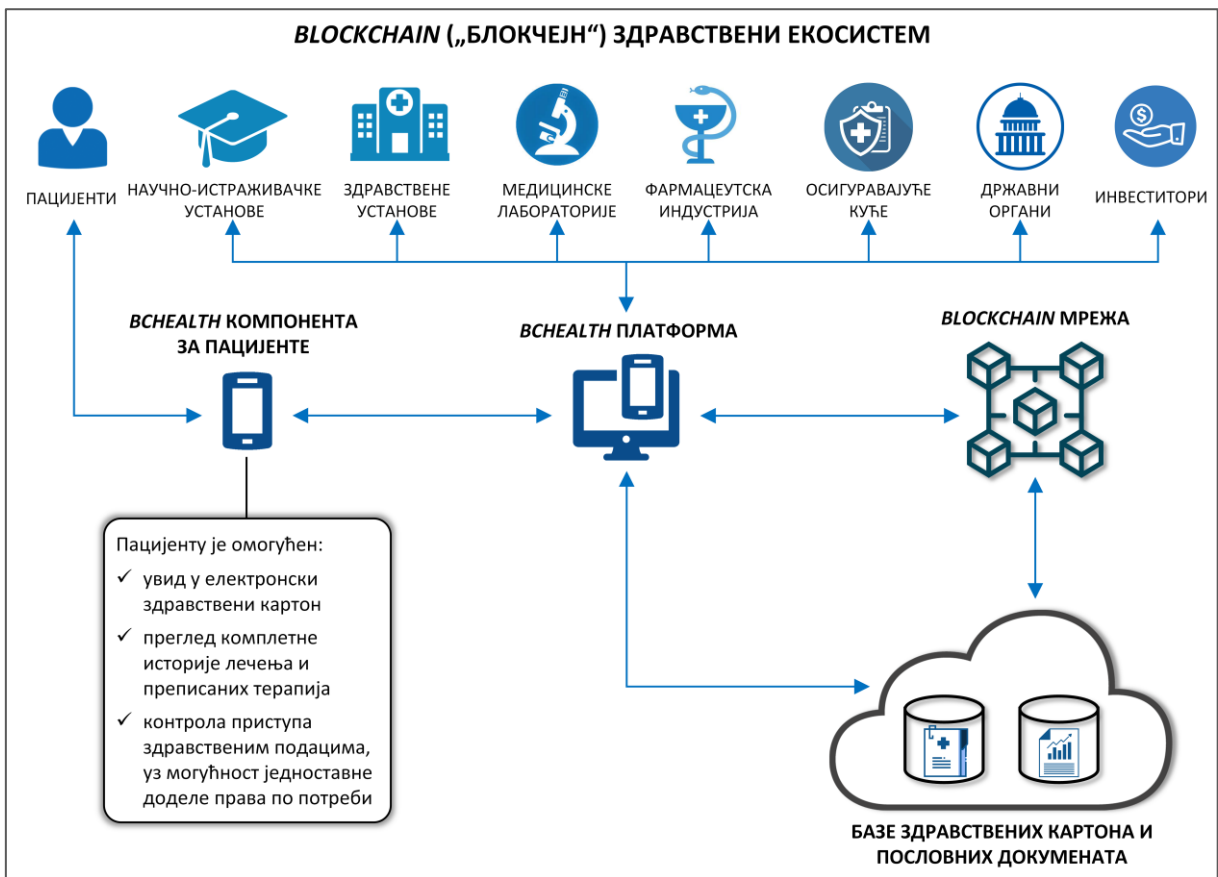 BLOCKCHAIN („БЛОКЧЕЈН“) ЗДРАВСТВЕНИ ЕКОСИСТЕМ
ПАЦИЈЕНТИ
НАУЧНО-ИСТРАЖИВАЧКЕ
УСТАНОВЕ
ЗДРАВСТВЕНЕ
УСТАНОВЕ
МЕДИЦИНСКЕ
ЛАБОРАТОРИЈЕ
ФАРМАЦЕУТСКА
ИНДУСТРИЈА
ОСИГУРАВАЈУЋЕ
КУЋЕ
ДРЖАВНИ
ОРГАНИ
ИНВЕСТИТОРИ
BCHEALTH КОМПОНЕНТА
ЗА ПАЦИЈЕНТЕ
BCHEALTH ПЛАТФОРМА
BLOCKCHAIN МРЕЖА
Пацијенту је омогућен:
✓ увид у електронски
здравствени картон
✓ преглед комплетне
историје лечења и
преписаних терапија
✓ контрола приступа
здравственим подацима,
уз могућност једноставне
доделе права по потреби
БАЗЕ ЗДРАВСТВЕНИХ КАРТОНА И
ПОСЛОВНИХ ДОКУМЕНАТА